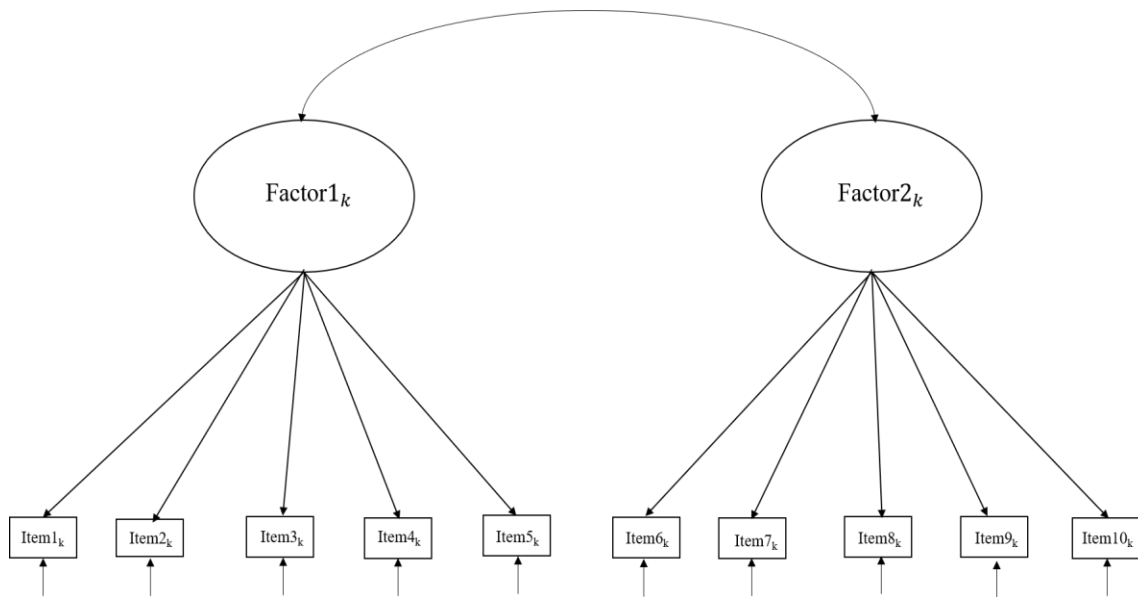 Factor1ₖ
Factor2ₖ
Item1ₖ
Item2ₖ
Item3ₖ
Item4ₖ
Item5ₖ
Item6ₖ
Item7ₖ
Item8ₖ
Item9ₖ
Item10ₖ